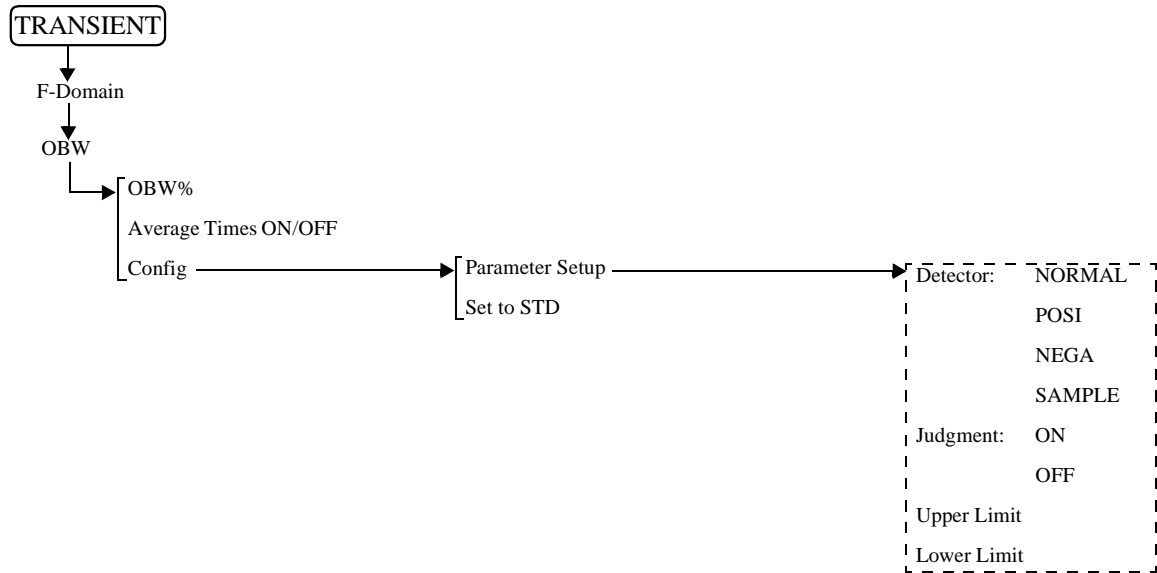 TRANSIENT
F-Domain
OBW
OBW%
Average Times ON/OFF
Config
Parameter Setup
Set to STD
Detector: NORMAL
POSI
NEGA
SAMPLE
Judgment: ON
OFF
Upper Limit
Lower Limit